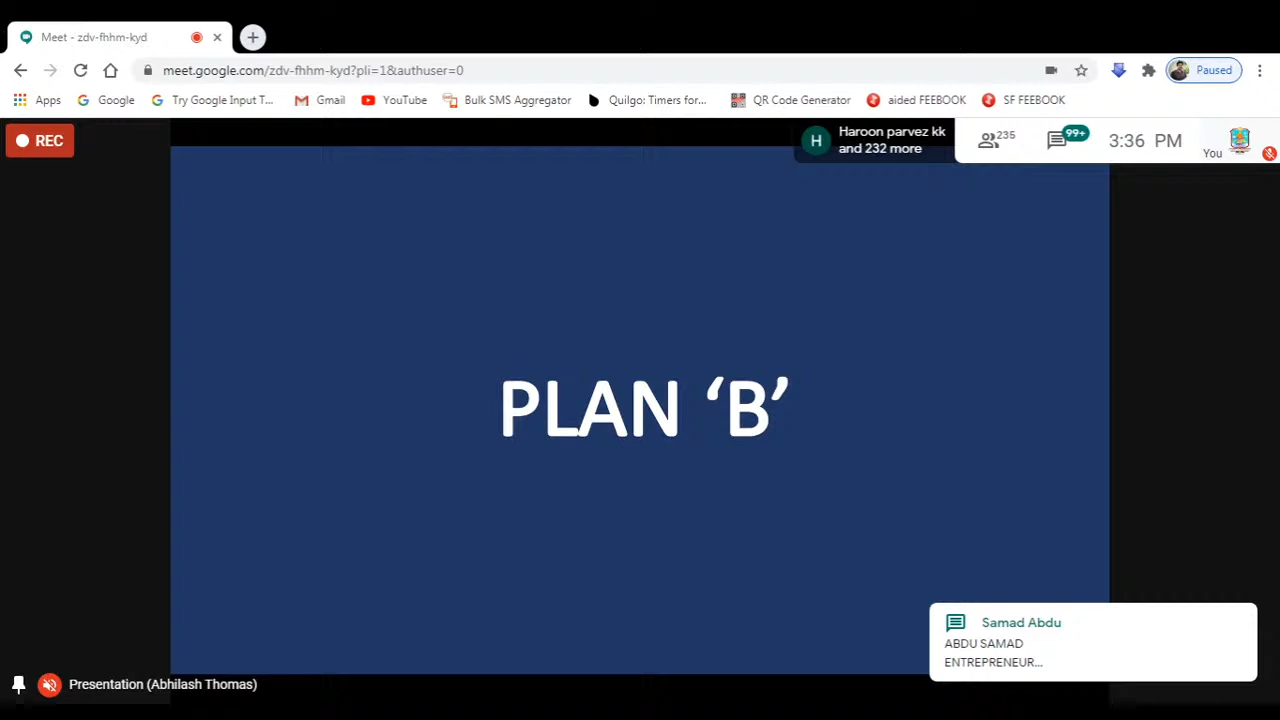 Meet - zdv-fhhm-kyd
meet.google.com/zdv-fhhm-kyd?pli=1&authuser=0
Paused
Apps
Google
Try Google Input T...
Gmail
YouTube
Bulk SMS Aggregator
Quilgo: Timers for...
QR Code Generator
aided FEEBOOK
SF FEEBOOK
REC
H
Haroon parvez kk
and 232 more
235
99+
3:36 PM
You
PLAN ‘B’
Samad Abdu
ABDU SAMAD
ENTREPRENEUR...
Presentation (Abhilash Thomas)